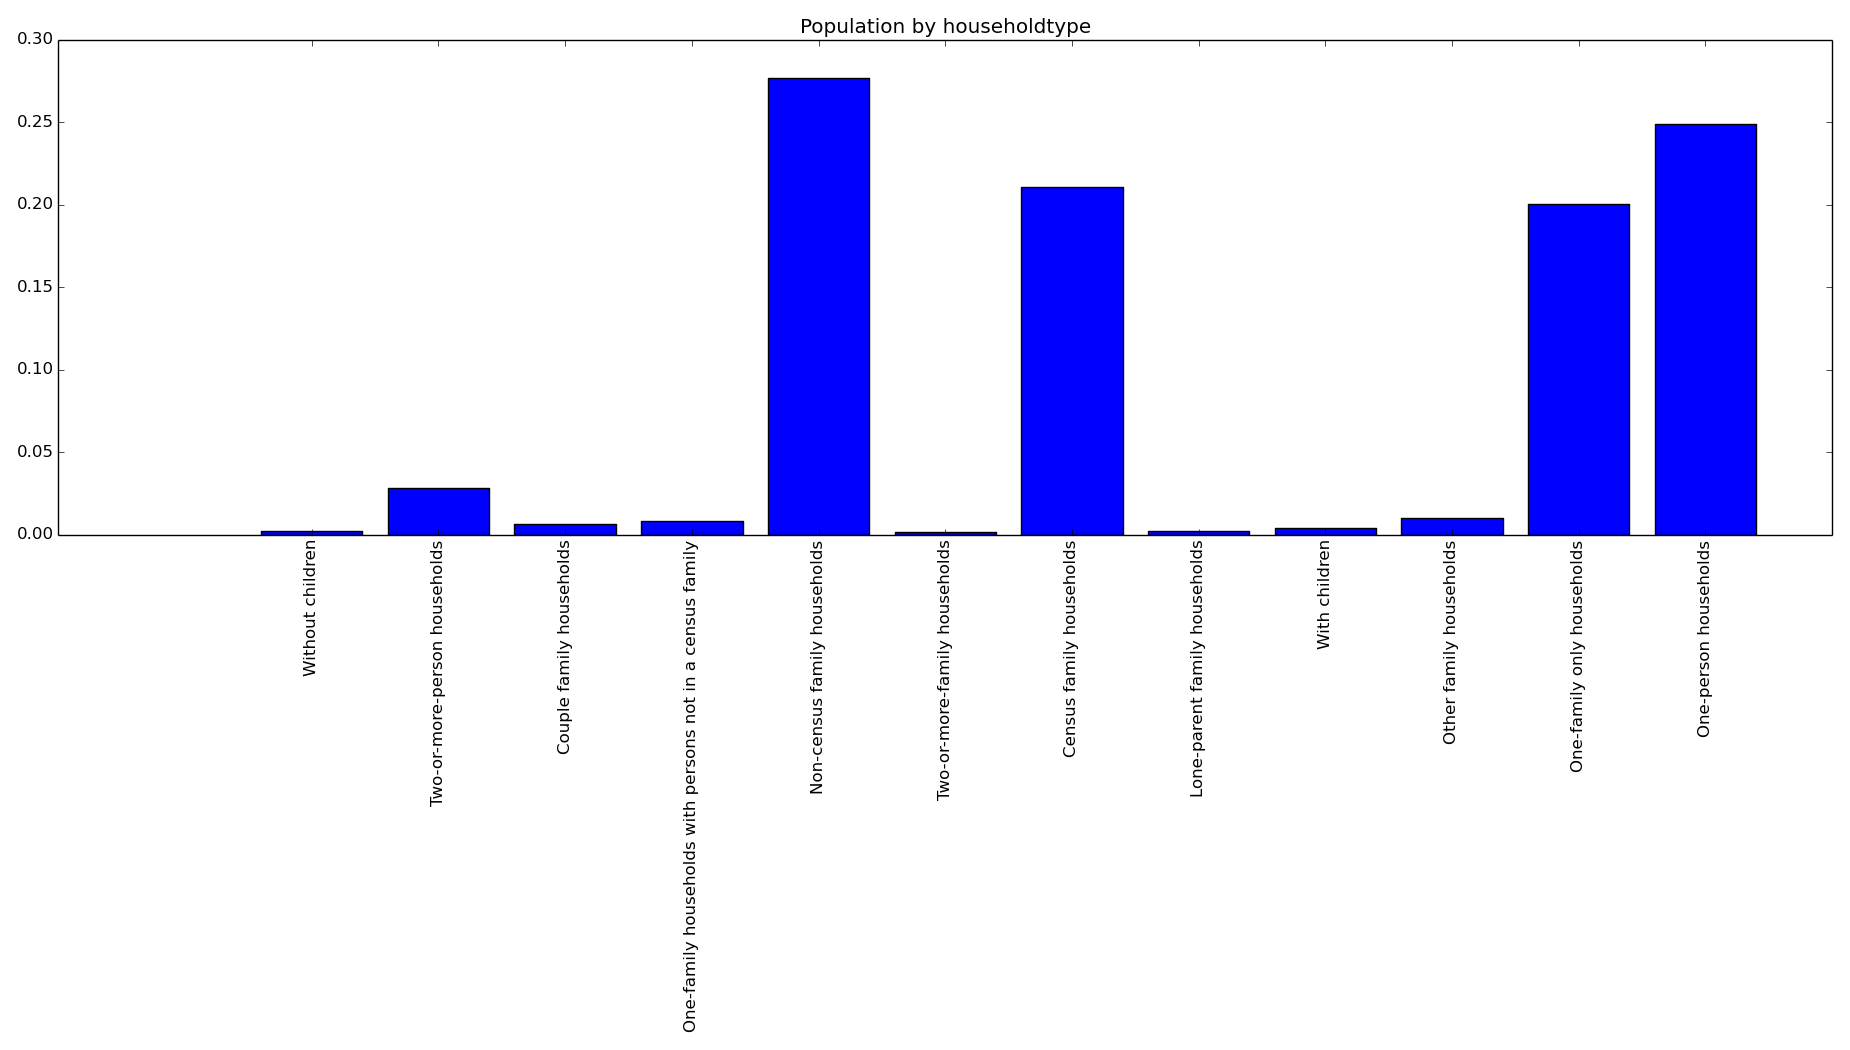 Population by householdtype
0.30
0.25
0.20
0.15
0.10
0.05
0.00
Without children
Two-or-more-person households
Couple family households
One-family households with persons not in a census family
Non-census family households
Two-or-more-family households
Census family households
Lone-parent family households
With children
Other family households
One-family only households
One-person households